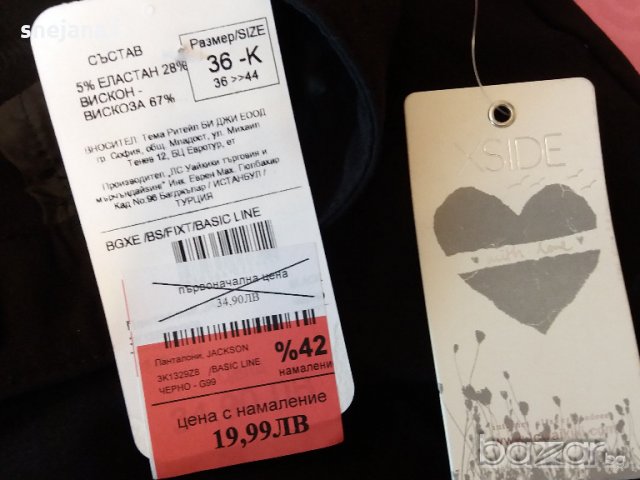 snejana
СЪСТАВ
5% ЕЛАСТАН 28%
ВИСКОН -
ВИСКОЗА 67%
Размер/SIZE
36 -K
36 >>44
ВНОСИТЕЛ: Тема Ритейл БИ ДЖИ ЕООД
гр. София, общ. Младост, ул. Михаил
Тенев 12, БЦ Евротур, ет
Производител: „ЛС Уайкики търговия и
мърчъндайзинг" Инк. Еврен Мах. Гюлбахар
Кад No.96 Багджълар / ИСТАНБУЛ /
ТУРЦИЯ
BGXE /BS/FIXT/BASIC LINE
първоначална цена
34,90ЛВ
Панталони, JACKSON
3K1329Z8 /BASIC LINE
ЧЕРНО - G99
%42
намалени
цена с намаление
19,99ЛВ
XSIDE
with love
bazar.bg